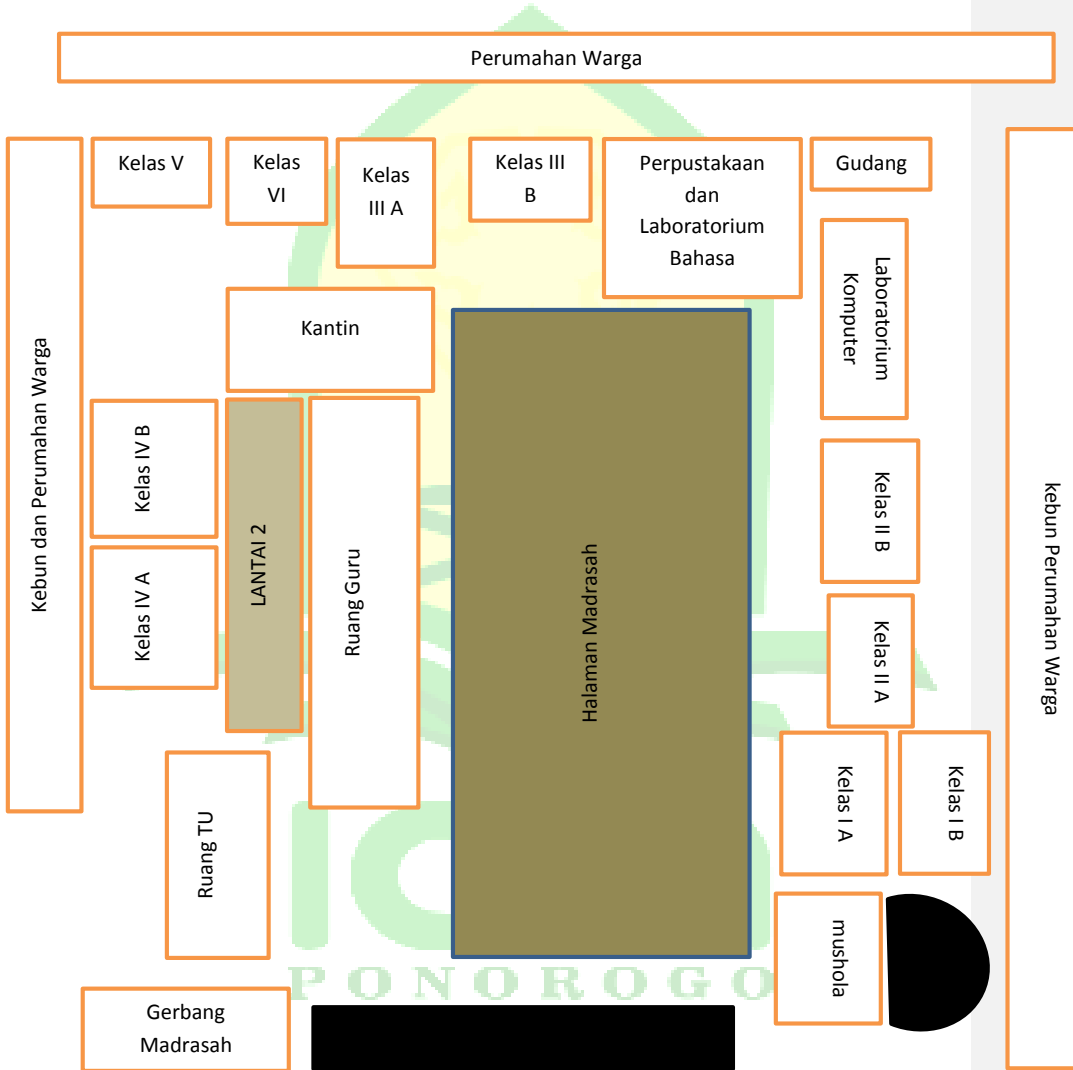 Perumahan Warga
Kelas V
Kelas
VI
Kelas
III A
Kelas III
B
Perpustakaan
dan
Laboratorium
Bahasa
Gudang
Kebun dan Perumahan Warga
Kantin
Laboratorium
Komputer
Kelas IV B
Kelas IV A
LANTAI 2
Ruang Guru
Halaman Madrasah
Kelas II B
Kelas II A
Kelas I A
Kelas I B
kebun Perumahan Warga
Ruang TU
mushola
Gerbang
Madrasah
PONOROGO